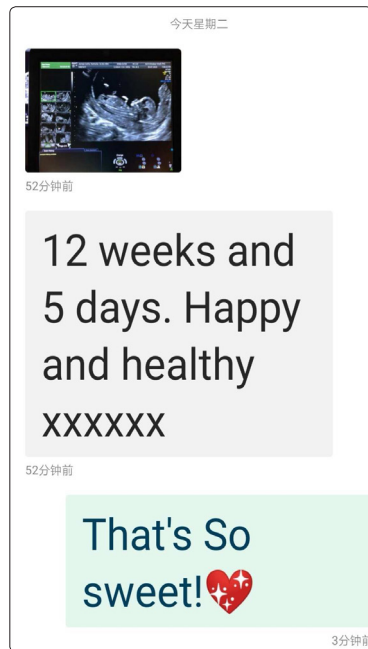 今天星期二
52分钟前
12 weeks and
5 days. Happy
and healthy
xxxxxx
52分钟前
That's So
sweet!💖
3分钟前